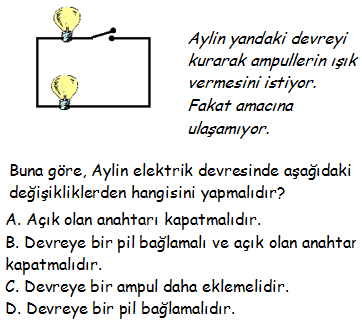 Aylin yandaki devreyi
kurarak ampullerin ışık
vermesini istiyor.
Fakat amacına
ulaşamıyor.
Buna göre, Aylin elektrik devresinde aşağıdaki
değişikliklerden hangisini yapmalıdır?
A. Açık olan anahtarı kapatmalıdır.
B. Devreye bir pil bağlamalı ve açık olan anahtar
kapatmalıdır.
C. Devreye bir ampul daha eklemelidir.
D. Devreye bir pil bağlamalıdır.